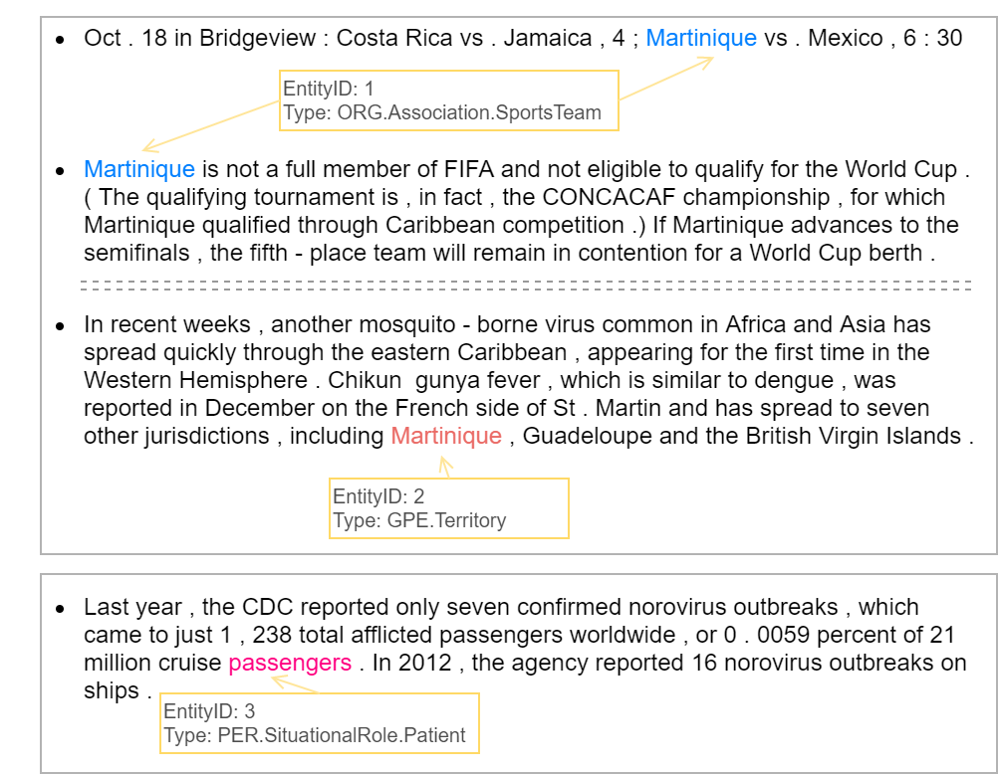 • Oct . 18 in Bridgeview : Costa Rica vs . Jamaica , 4 ; Martinique vs . Mexico , 6 : 30
EntityID: 1
Type: ORG.Association.SportsTeam
• Martinique is not a full member of FIFA and not eligible to qualify for the World Cup .
( The qualifying tournament is , in fact , the CONCACAF championship , for which
Martinique qualified through Caribbean competition .) If Martinique advances to the
semifinals , the fifth - place team will remain in contention for a World Cup berth .
• In recent weeks , another mosquito - borne virus common in Africa and Asia has
spread quickly through the eastern Caribbean , appearing for the first time in the
Western Hemisphere . Chikun gunya fever , which is similar to dengue , was
reported in December on the French side of St . Martin and has spread to seven
other jurisdictions , including Martinique , Guadeloupe and the British Virgin Islands .
EntityID: 2
Type: GPE.Territory
• Last year , the CDC reported only seven confirmed norovirus outbreaks , which
came to just 1 , 238 total afflicted passengers worldwide , or 0 . 0059 percent of 21
million cruise passengers . In 2012 , the agency reported 16 norovirus outbreaks on
ships .
EntityID: 3
Type: PER.SituationalRole.Patient